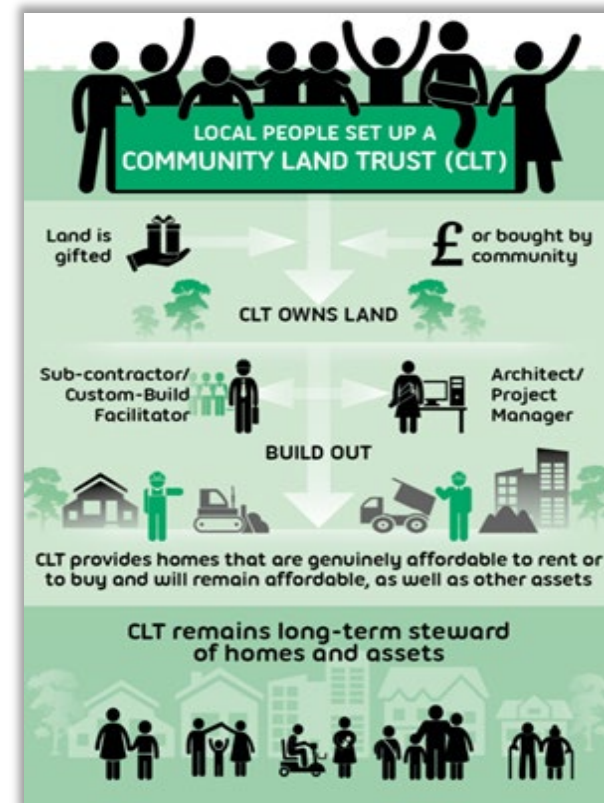 LOCAL PEOPLE SET UP A
COMMUNITY LAND TRUST (CLT)
Land is
gifted
£ or bought by
community
CLT OWNS LAND
Sub-contractor/
Custom-Build
Facilitator
Architect/
Project
Manager
BUILD OUT
CLT provides homes that are genuinely affordable to rent or
to buy and will remain affordable, as well as other assets
CLT remains long-term steward
of homes and assets